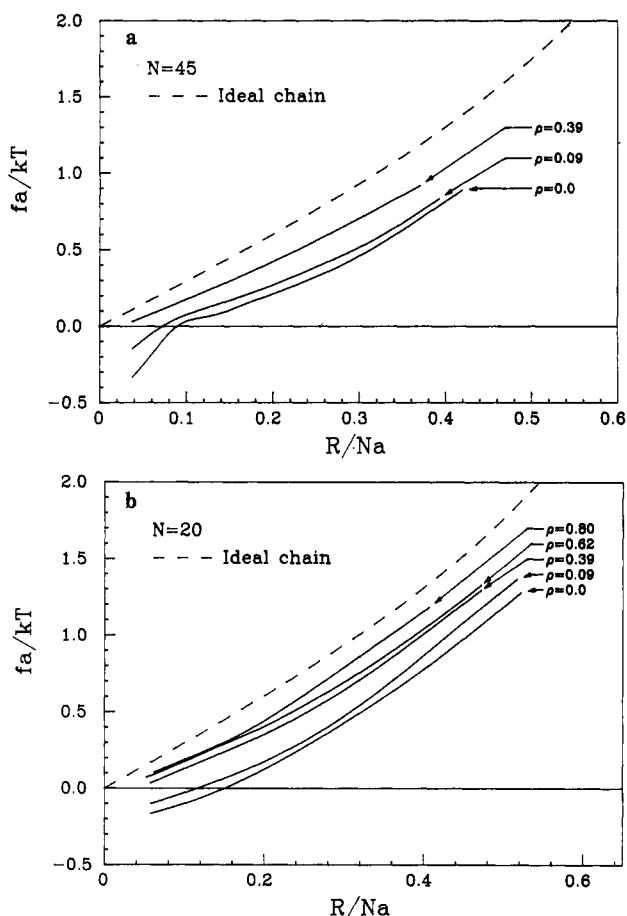 a
N=45
Ideal chain
ρ=0.39
ρ=0.09
ρ=0.0
fa/kT
2.0
1.5
1.0
0.5
0.0
-0.5
0
0.1
0.2
0.3
0.4
0.5
0.6
R/Na
b
N=20
Ideal chain
ρ=0.80
ρ=0.62
ρ=0.39
ρ=0.09
ρ=0.0
fa/kT
2.0
1.5
1.0
0.5
0.0
-0.5
0
0.2
0.4
0.6
R/Na